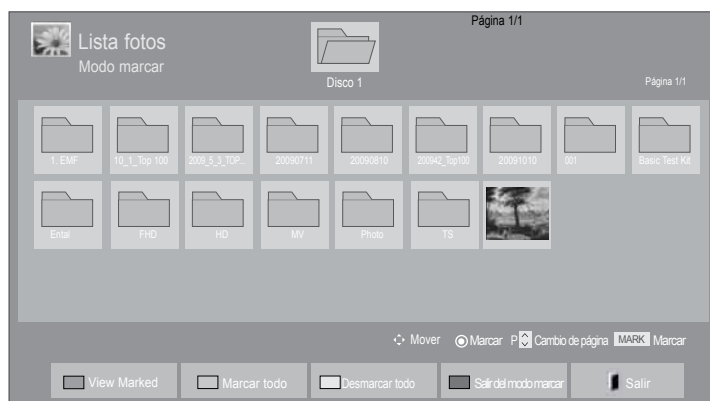 Página 1/1
Lista fotos
Modo marcar
Disco 1
Página 1/1
1. EMF 10_1_Top 100 2009_5_3_TOP... 20090711 20090810 200942_Top100 20091010 001 Basic Test Kit
Ental FHD HD MV Photo TS
Mover Marcar P Cambio de página MARK Marcar
View Marked Marcar todo Desmarcar todo Salir del modo marcar Salir